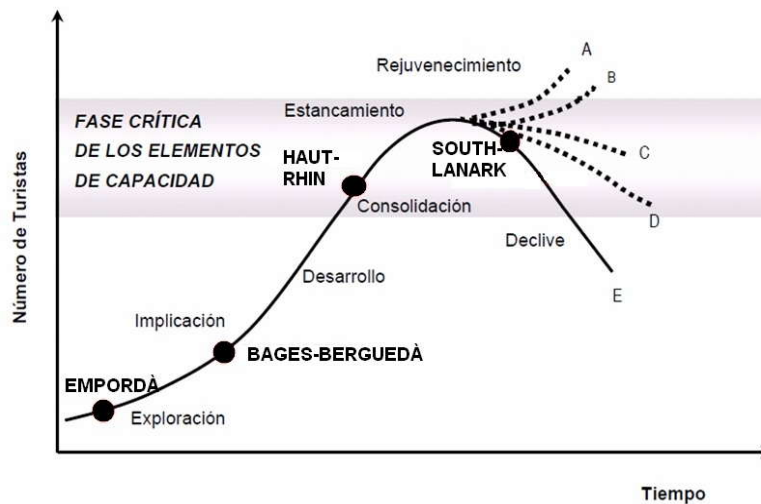 Número de Turistas
Rejuvenecimiento
A
B
Estancamiento
FASE CRÍTICA
DE LOS ELEMENTOS
DE CAPACIDAD
HAUT-
RHIN
SOUTH-
LANARK
C
Consolidación
D
Declive
Desarrollo
E
Implicación
BAGES-BERGUEDÀ
EMPORDÀ
Exploración
Tiempo